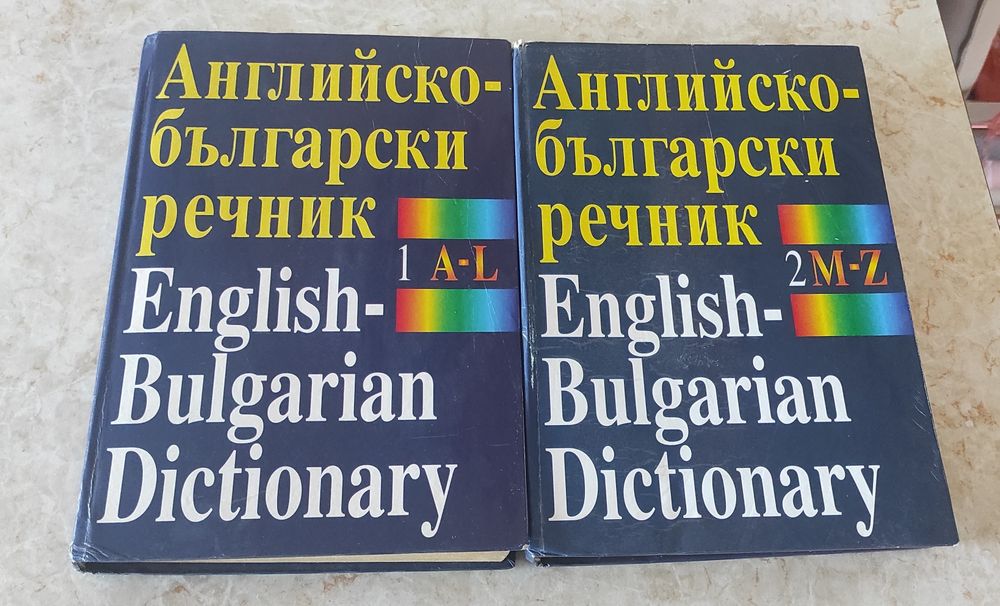 Английско-
български
речник
1 A-L
English-
Bulgarian
Dictionary
Английско-
български
речник
2 M-Z
English-
Bulgarian
Dictionary